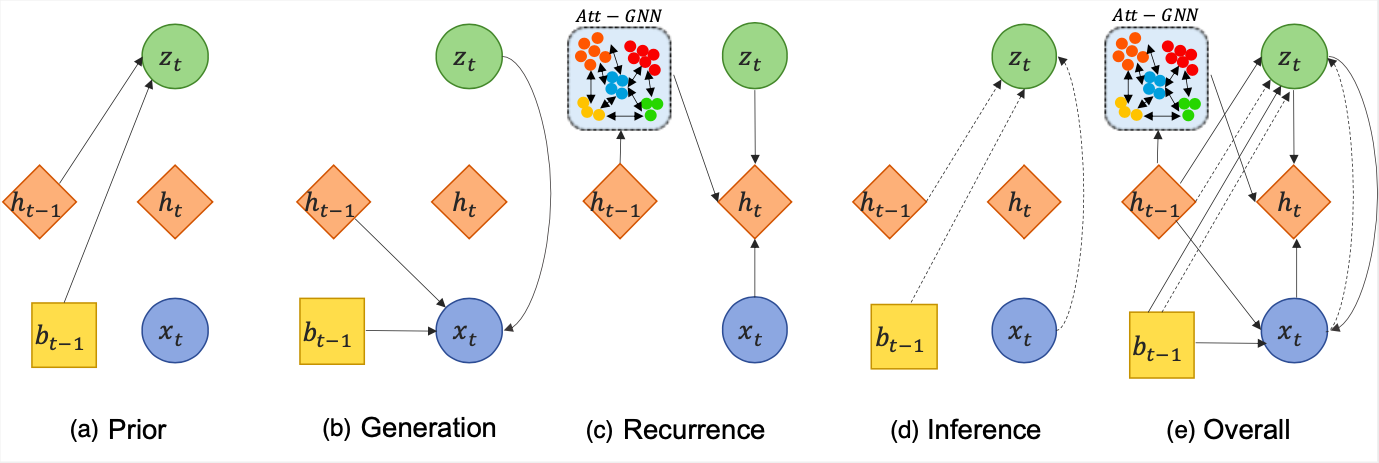 Att − GNN
Att − GNN
z_t
z_t
z_t
z_t
z_t
h_{t−1}
h_t
h_{t−1}
h_t
h_{t−1}
h_t
h_{t−1}
h_t
h_{t−1}
h_t
b_{t−1}
x_t
b_{t−1}
x_t
x_t
b_{t−1}
x_t
b_{t−1}
x_t
(a) Prior
(b) Generation
(c) Recurrence
(d) Inference
(e) Overall